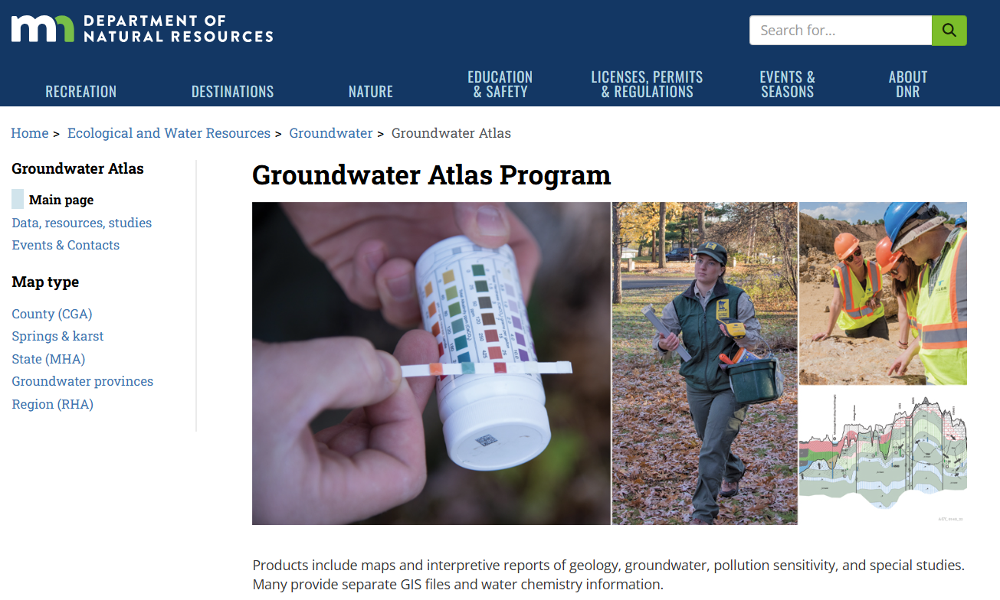 mn DEPARTMENT OF
NATURAL RESOURCES
Search for...
RECREATION
DESTINATIONS
NATURE
EDUCATION
& SAFETY
LICENSES, PERMITS
& REGULATIONS
EVENTS &
SEASONS
ABOUT
DNR
Home > Ecological and Water Resources > Groundwater > Groundwater Atlas
Groundwater Atlas
Main page
Data, resources, studies
Events & Contacts
Map type
County (CGA)
Springs & karst
State (MHA)
Groundwater provinces
Region (RHA)
Groundwater Atlas Program
Products include maps and interpretive reports of geology, groundwater, pollution sensitivity, and special studies.
Many provide separate GIS files and water chemistry information.